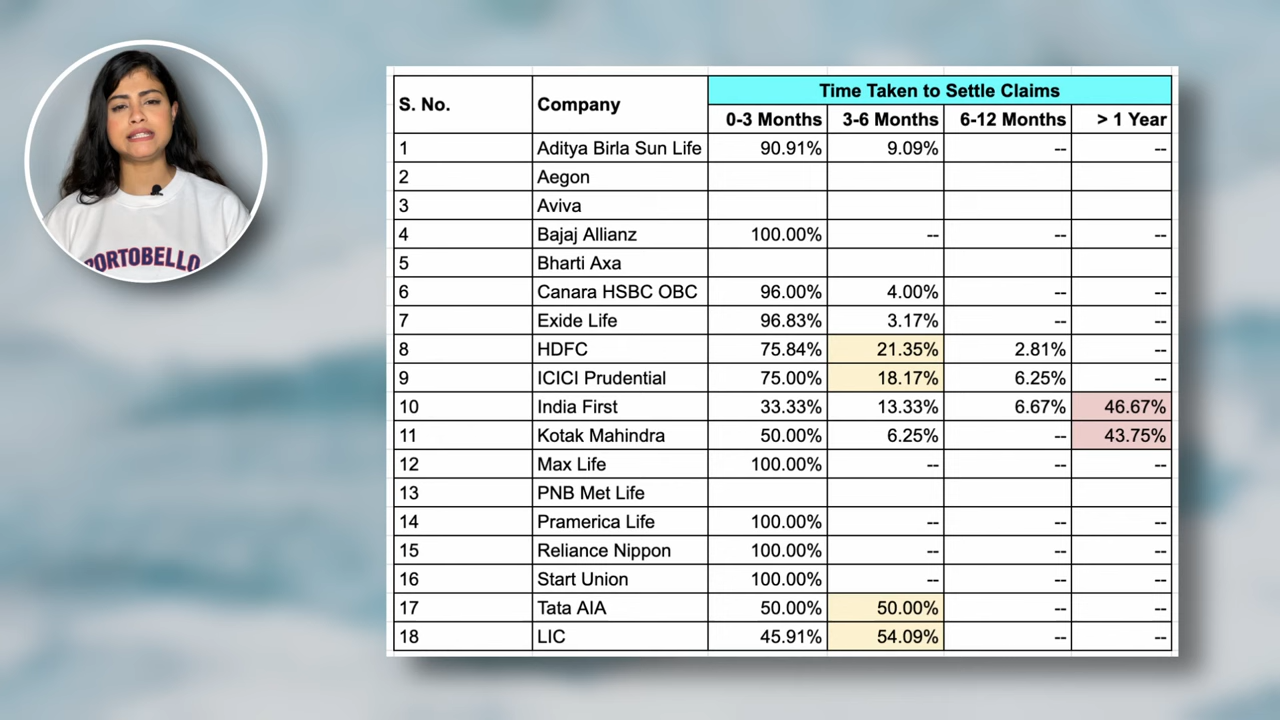 PORTOBELLO
Time Taken to Settle Claims
S. No. Company 0-3 Months 3-6 Months 6-12 Months > 1 Year
1 Aditya Birla Sun Life 90.91% 9.09% -- --
2 Aegon
3 Aviva
4 Bajaj Allianz 100.00% -- -- --
5 Bharti Axa
6 Canara HSBC OBC 96.00% 4.00% -- --
7 Exide Life 96.83% 3.17% -- --
8 HDFC 75.84% 21.35% 2.81% --
9 ICICI Prudential 75.00% 18.17% 6.25% --
10 India First 33.33% 13.33% 6.67% 46.67%
11 Kotak Mahindra 50.00% 6.25% -- 43.75%
12 Max Life 100.00% -- -- --
13 PNB Met Life
14 Pramerica Life 100.00% -- -- --
15 Reliance Nippon 100.00% -- -- --
16 Start Union 100.00% -- -- --
17 Tata AIA 50.00% 50.00% -- --
18 LIC 45.91% 54.09% -- --